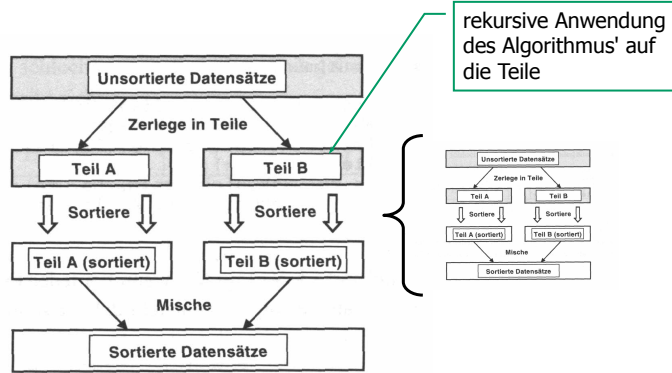 rekursive Anwendung
des Algorithmus' auf
die Teile
Unsortierte Datensätze
Zerlege in Teile
Teil A
Teil B
Sortiere
Sortiere
Teil A (sortiert)
Teil B (sortiert)
Mische
Sortierte Datensätze
Unsortierte Datensätze
Zerlege in Teile
Teil A
Teil B
Sortiere
Sortiere
Teil A (sortiert)
Teil B (sortiert)
Mische
Sortierte Datensätze